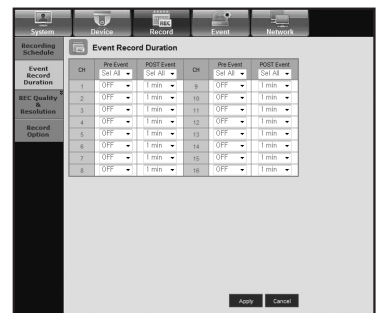 System Device Record Event Network
REC
Recording
Schedule
Event
Record
Duration
REC Quality
&
Resolution
Record
Option
Event Record Duration
CH Pre Event POST Event CH Pre Event POST Event
Sel All Sel All Sel All Sel All
1 OFF 1 min 9 OFF 1 min
2 OFF 1 min 10 OFF 1 min
3 OFF 1 min 11 OFF 1 min
4 OFF 1 min 12 OFF 1 min
5 OFF 1 min 13 OFF 1 min
6 OFF 1 min 14 OFF 1 min
7 OFF 1 min 15 OFF 1 min
8 OFF 1 min 16 OFF 1 min
Apply Cancel